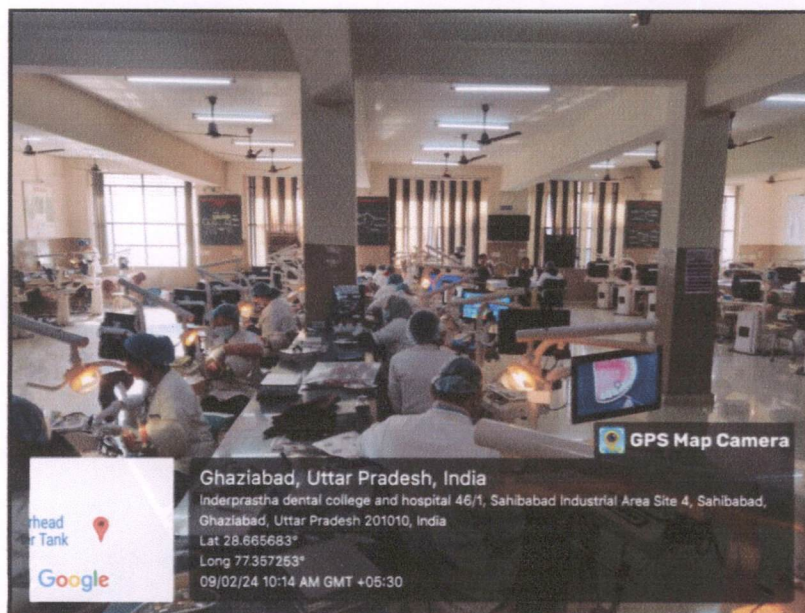 GPS Map Camera
Ghaziabad, Uttar Pradesh, India
Inderprastha dental college and hospital 46/1, Sahibabad Industrial Area Site 4, Sahibabad,
Ghaziabad, Uttar Pradesh 201010, India
Lat 28.665683°
Long 77.357253°
09/02/24 10:14 AM GMT +05:30
rhead
r Tank
Google